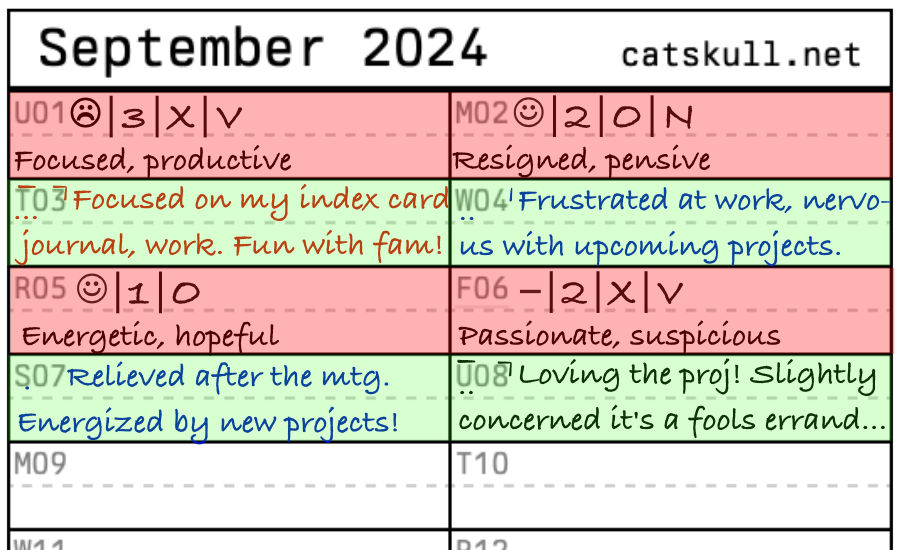 September 2024 catskull.net
U01 ☹|3|X|V
Focused, productive
M02 ☺|2|O|N
Resigned, pensive
T03 Focused on my index card
journal, work. Fun with fam!
W04 Frustrated at work, nervo-
us with upcoming projects.
R05 ☺|1|O
Energetic, hopeful
F06 –|2|X|V
Passionate, suspicious
S07 Relieved after the mtg.
Energized by new projects!
U08 Loving the proj! Slightly
concerned it's a fools errand...
M09
T10
W11
R12